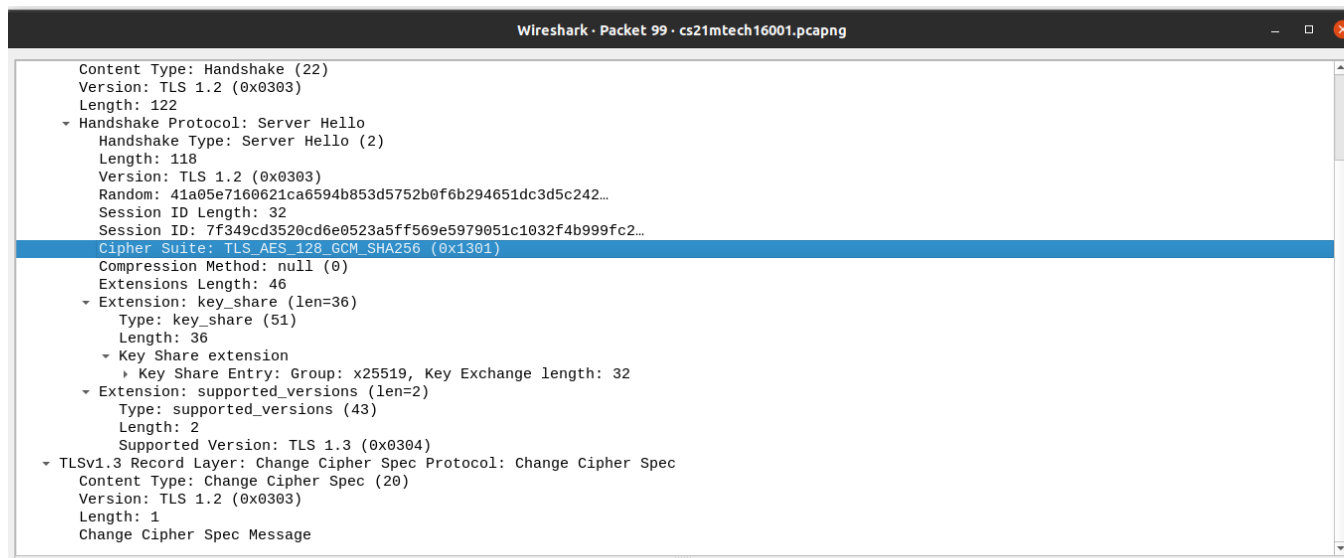 Wireshark · Packet 99 · cs21mtech16001.pcapng
Content Type: Handshake (22)
Version: TLS 1.2 (0x0303)
Length: 122
Handshake Protocol: Server Hello
Handshake Type: Server Hello (2)
Length: 118
Version: TLS 1.2 (0x0303)
Random: 41a05e7160621ca6594b853d5752b0f6b294651dc3d5c242…
Session ID Length: 32
Session ID: 7f349cd3520cd6e0523a5ff569e5979051c1032f4b999fc2…
Cipher Suite: TLS_AES_128_GCM_SHA256 (0x1301)
Compression Method: null (0)
Extensions Length: 46
Extension: key_share (len=36)
Type: key_share (51)
Length: 36
Key Share extension
Key Share Entry: Group: x25519, Key Exchange length: 32
Extension: supported_versions (len=2)
Type: supported_versions (43)
Length: 2
Supported Version: TLS 1.3 (0x0304)
TLSv1.3 Record Layer: Change Cipher Spec Protocol: Change Cipher Spec
Content Type: Change Cipher Spec (20)
Version: TLS 1.2 (0x0303)
Length: 1
Change Cipher Spec Message